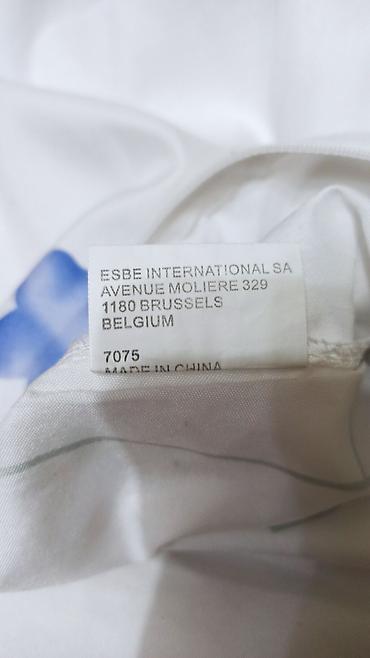 ESBE INTERNATIONAL SA
AVENUE MOLIERE 329
1180 BRUSSELS
BELGIUM
7075
MADE IN CHINA